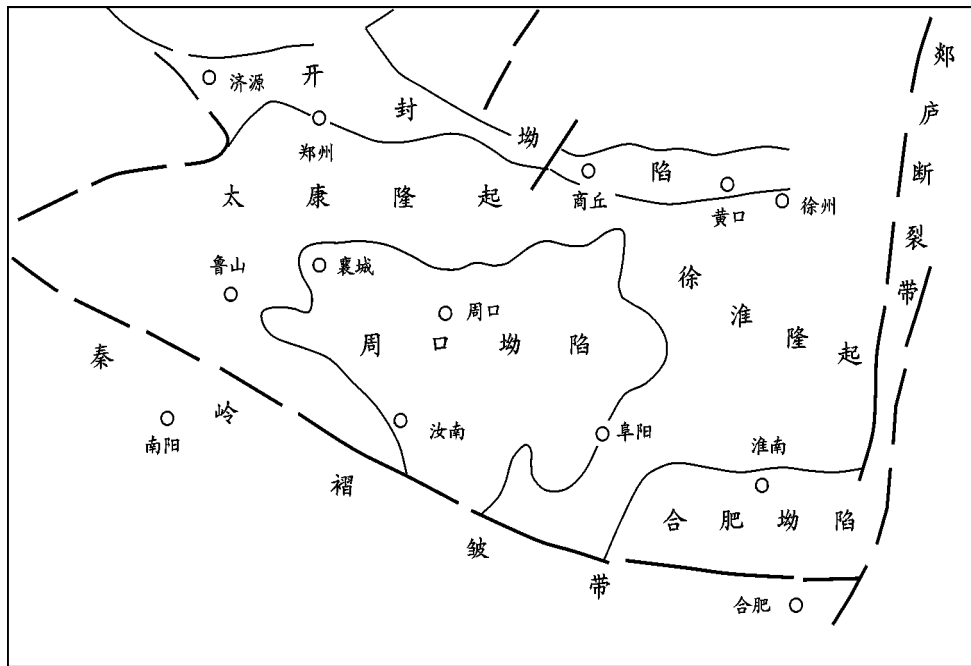 济源
开封坳陷
郑州
商丘
黄口
徐州
太康隆起
郯庐断裂带
鲁山
襄城
周口
周口坳陷
徐淮隆起
秦岭褶皱带
南阳
汝南
阜阳
淮南
合肥坳陷
合肥